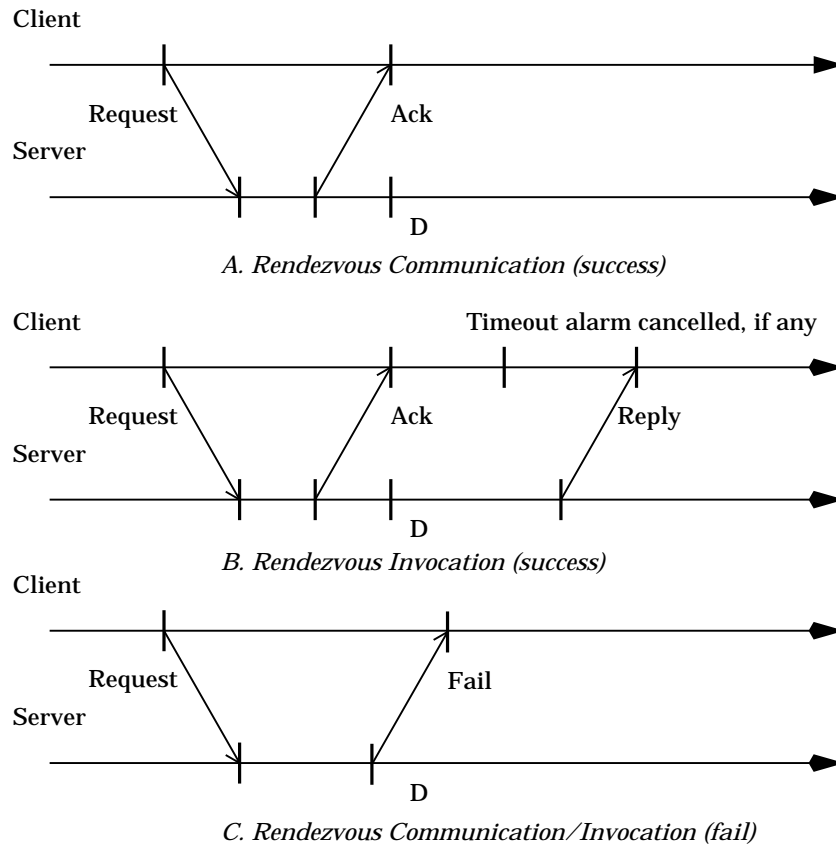 Client
Request
Ack
Server
D
A. Rendezvous Communication (success)
Client
Timeout alarm cancelled, if any
Request
Ack
Reply
Server
D
B. Rendezvous Invocation (success)
Client
Request
Fail
Server
D
C. Rendezvous Communication/Invocation (fail)